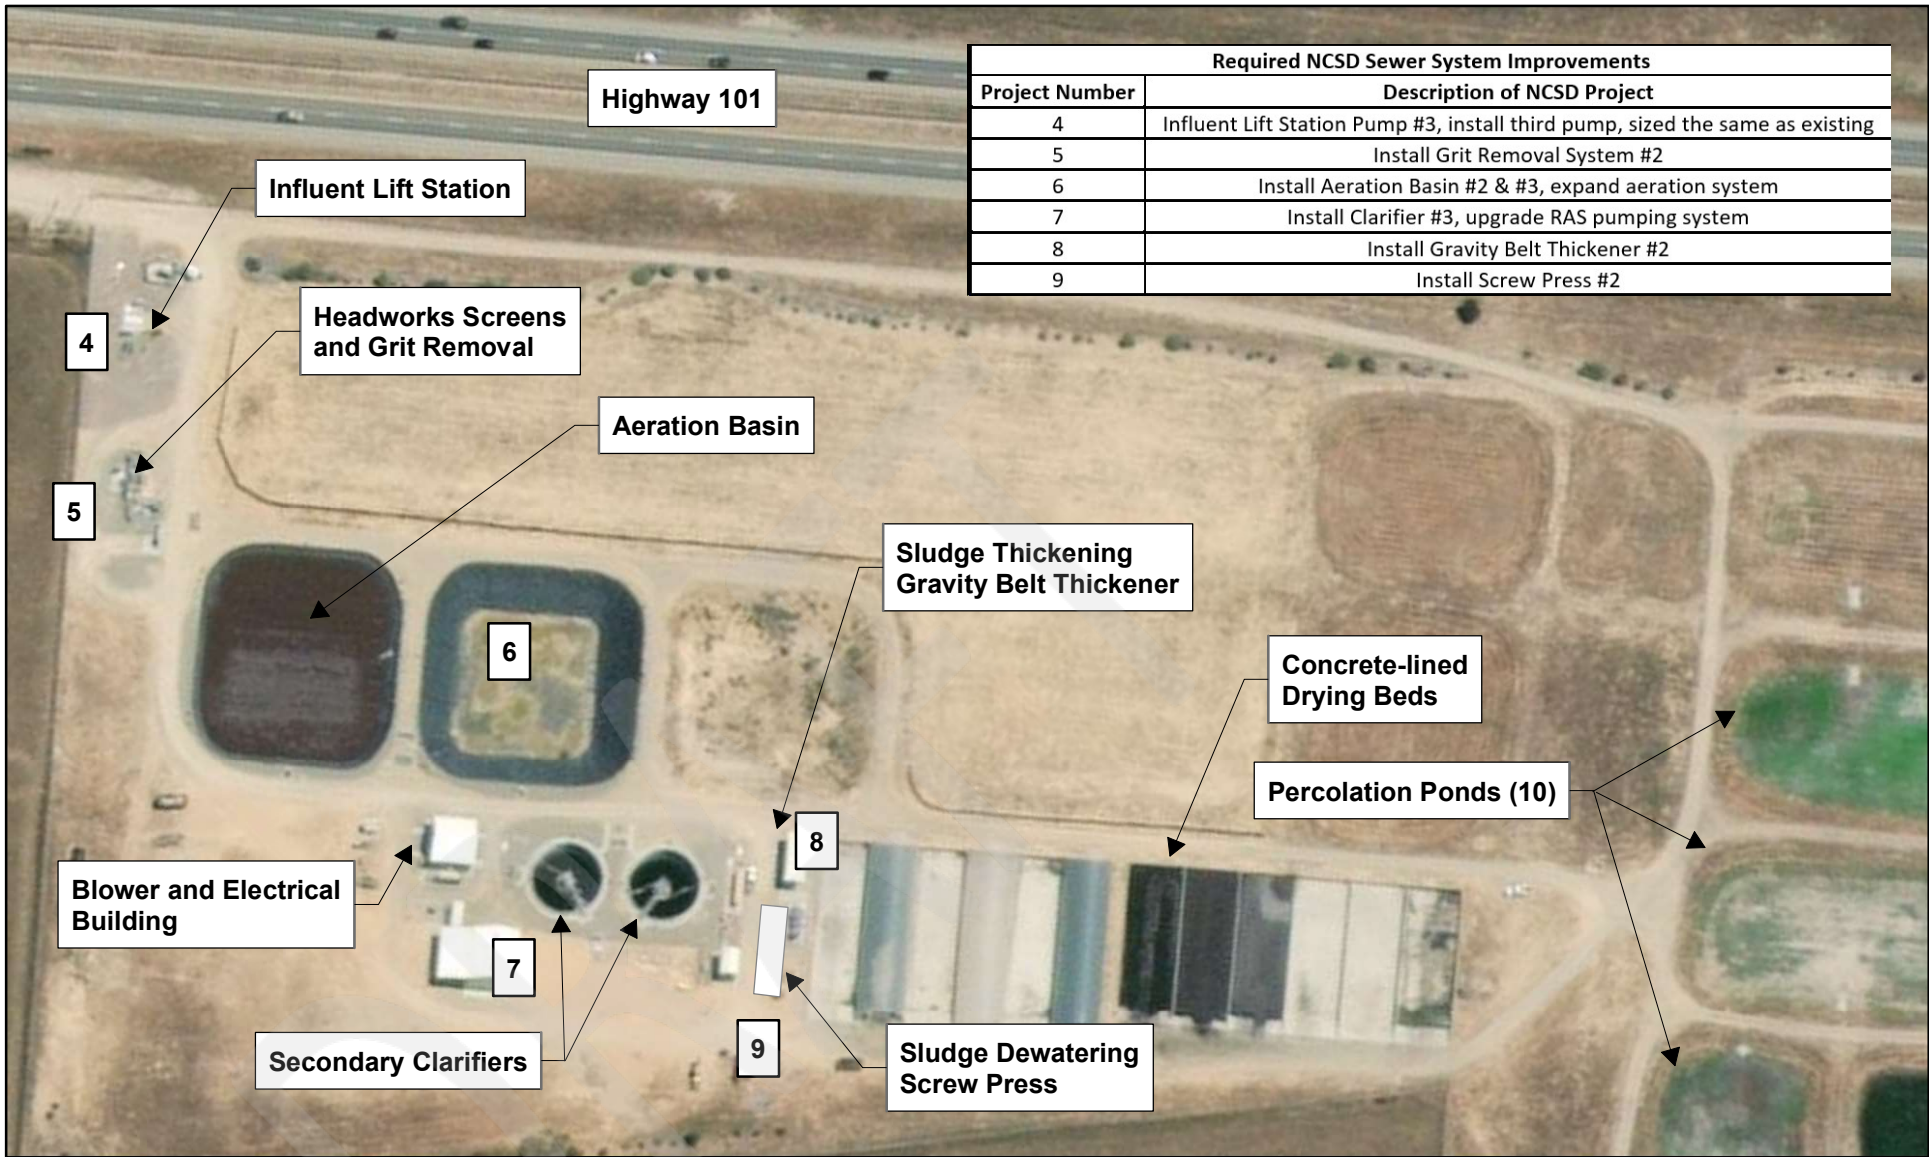 Highway 101
Required NCSD Sewer System Improvements
Project Number Description of NCSD Project
4 Influent Lift Station Pump #3, install third pump, sized the same as existing
5 Install Grit Removal System #2
6 Install Aeration Basin #2 & #3, expand aeration system
7 Install Clarifier #3, upgrade RAS pumping system
8 Install Gravity Belt Thickener #2
9 Install Screw Press #2
Influent Lift Station
4
Headworks Screens
and Grit Removal
5
Aeration Basin
6
Sludge Thickening
Gravity Belt Thickener
Concrete-lined
Drying Beds
Percolation Ponds (10)
8
Blower and Electrical
Building
7
Secondary Clarifiers
9
Sludge Dewatering
Screw Press